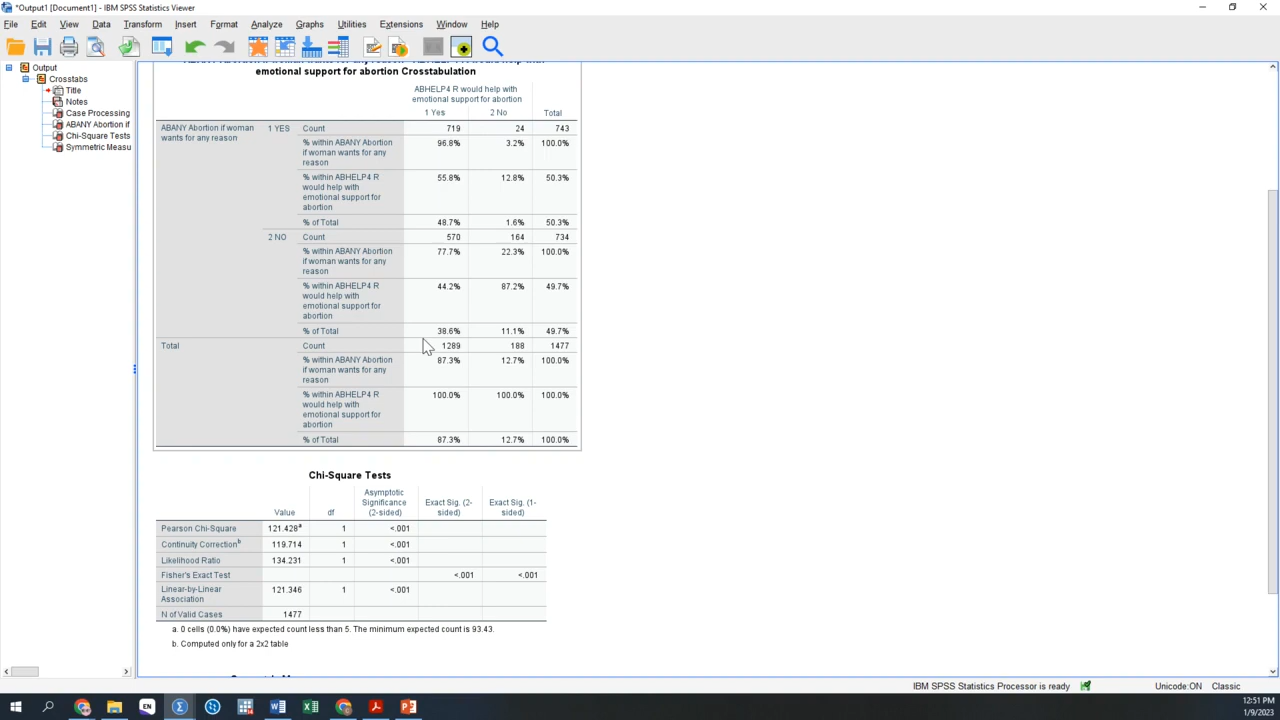 *Output1 [Document1] - IBM SPSS Statistics Viewer
File Edit View Data Transform Insert Format Graphs Analyze Utilities Extensions Window Help
Output
Crosstabs
Title
Notes
Case Processing
ABANY Abortion if
Chi-Square Tests
Symmetric Measu
emotional support for abortion Crosstabulation
ABHELP4 R would help with
emotional support for abortion
1 Yes 2 No Total
ABANY Abortion if woman
wants for any reason
1 YES Count 719 24 743
% within ABANY Abortion
if woman wants for any
reason
96.8% 3.2% 100.0%
% within ABHELP4 R
would help with
emotional support for
abortion
55.8% 12.8% 50.3%
% of Total 48.7% 1.6% 50.3%
2 NO Count 570 164 734
% within ABANY Abortion
if woman wants for any
reason
77.7% 22.3% 100.0%
% within ABHELP4 R
would help with
emotional support for
abortion
44.2% 87.2% 49.7%
% of Total 38.6% 11.1% 49.7%
Total Count 1289 188 1477
% within ABANY Abortion
if woman wants for any
reason
87.3% 12.7% 100.0%
% within ABHELP4 R
would help with
emotional support for
abortion
100.0% 100.0% 100.0%
% of Total 87.3% 12.7% 100.0%
Chi-Square Tests
Value df Asymptotic
Significance
(2-sided)
Exact Sig. (2-
sided)
Exact Sig. (1-
sided)
Pearson Chi-Square 121.428a 1 <.001
Continuity Correctionb 119.714 1 <.001
Likelihood Ratio 134.231 1 <.001
Fisher's Exact Test <.001 <.001
Linear-by-Linear
Association
121.346 1 <.001
N of Valid Cases 1477
a. 0 cells (0.0%) have expected count less than 5. The minimum expected count is 93.43.
b. Computed only for a 2x2 table
IBM SPSS Statistics Processor is ready Unicode:ON Classic
EN
12:51 PM
1/9/2023